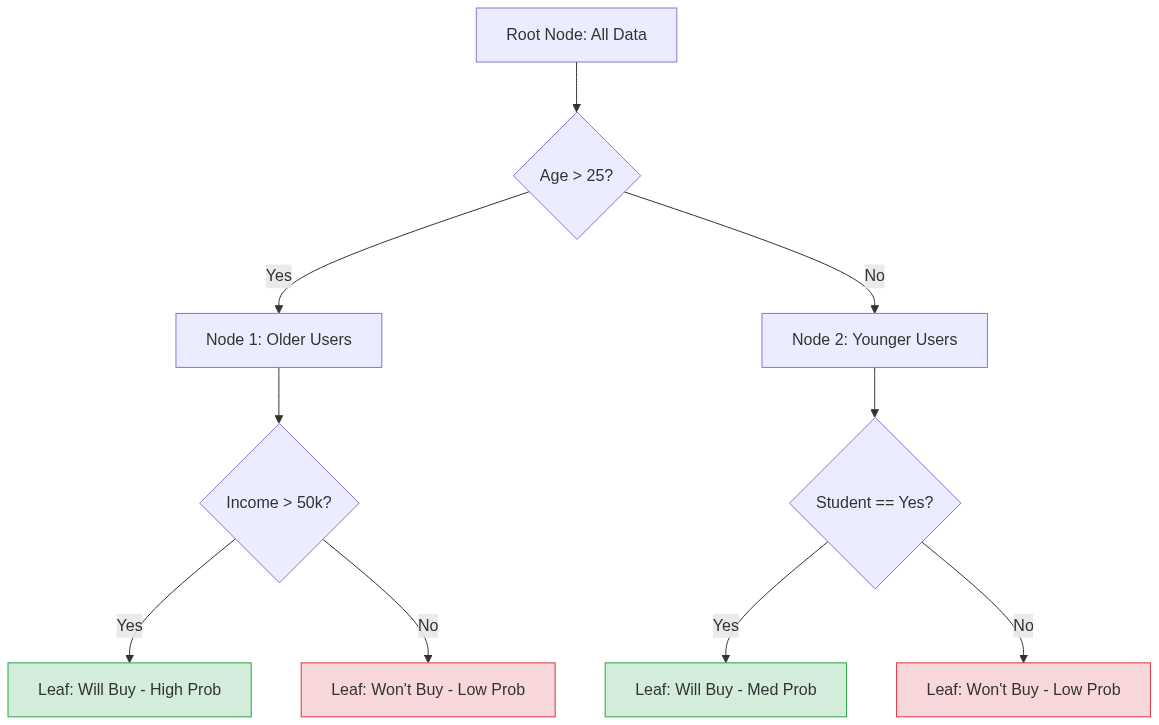 Root Node: All Data
Age > 25?
Yes
No
Node 1: Older Users
Node 2: Younger Users
Income > 50k?
Student == Yes?
Yes
No
Yes
No
Leaf: Will Buy - High Prob
Leaf: Won't Buy - Low Prob
Leaf: Will Buy - Med Prob
Leaf: Won't Buy - Low Prob